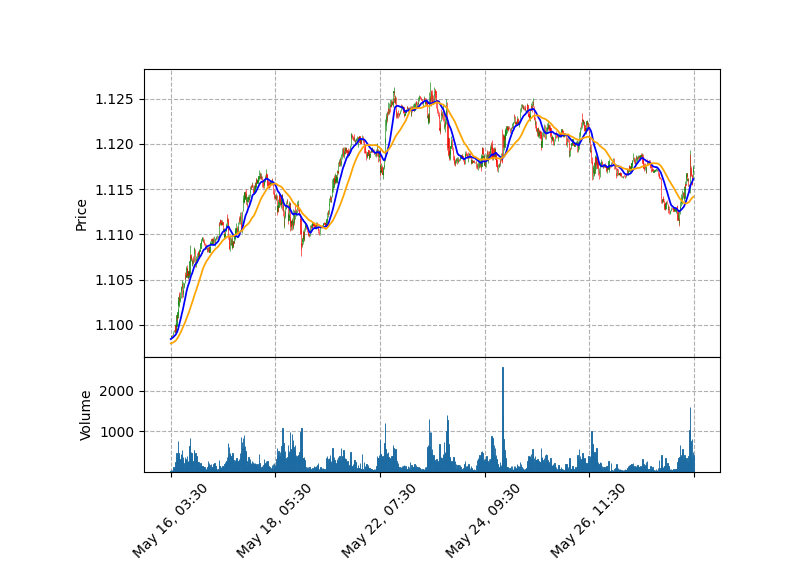 1.125
1.120
1.115
1.110
1.105
1.100
Price
2000
1000
Volume
May 16, 03:30
May 18, 05:30
May 22, 07:30
May 24, 09:30
May 26, 11:30